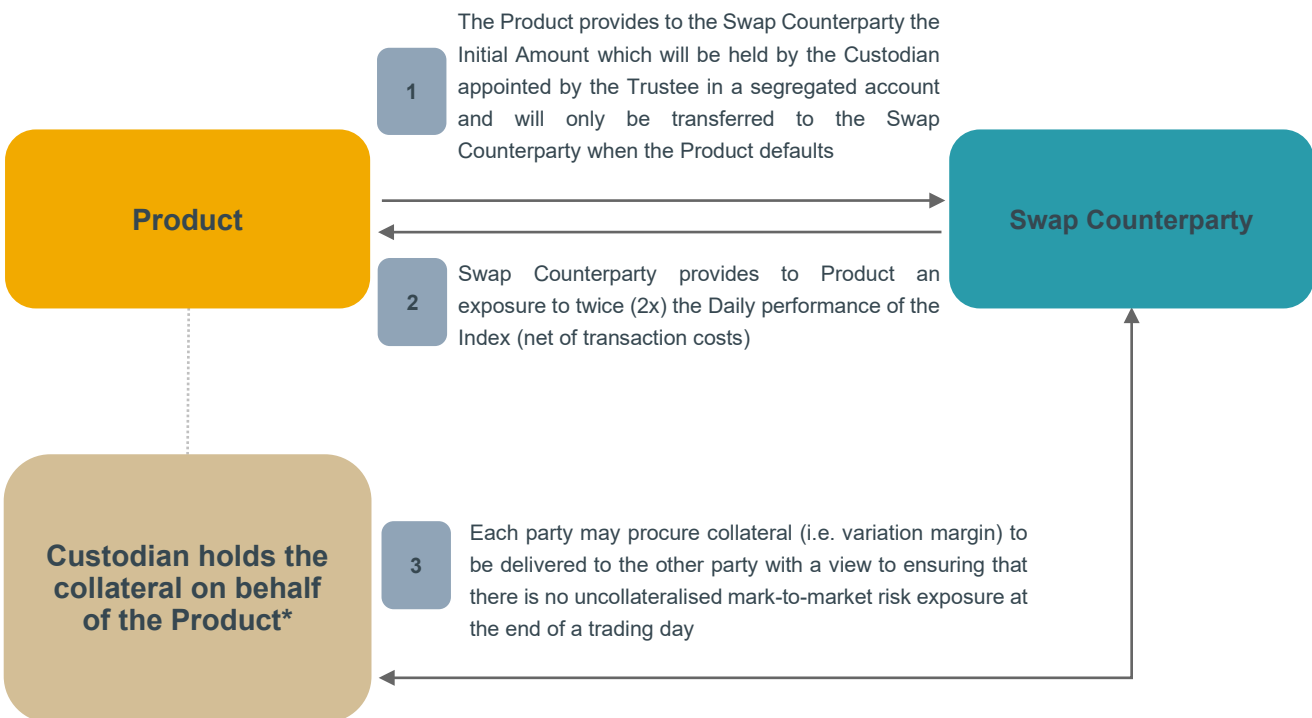 The Product provides to the Swap Counterparty the
Initial Amount which will be held by the Custodian
appointed by the Trustee in a segregated account
and will only be transferred to the Swap
Counterparty when the Product defaults
1
Product
Swap Counterparty
2
Swap Counterparty provides to Product an
exposure to twice (2x) the Daily performance of the
Index (net of transaction costs)
Custodian holds the
collateral on behalf
of the Product*
3
Each party may procure collateral (i.e. variation margin) to
be delivered to the other party with a view to ensuring that
there is no uncollateralised mark-to-market risk exposure at
the end of a trading day